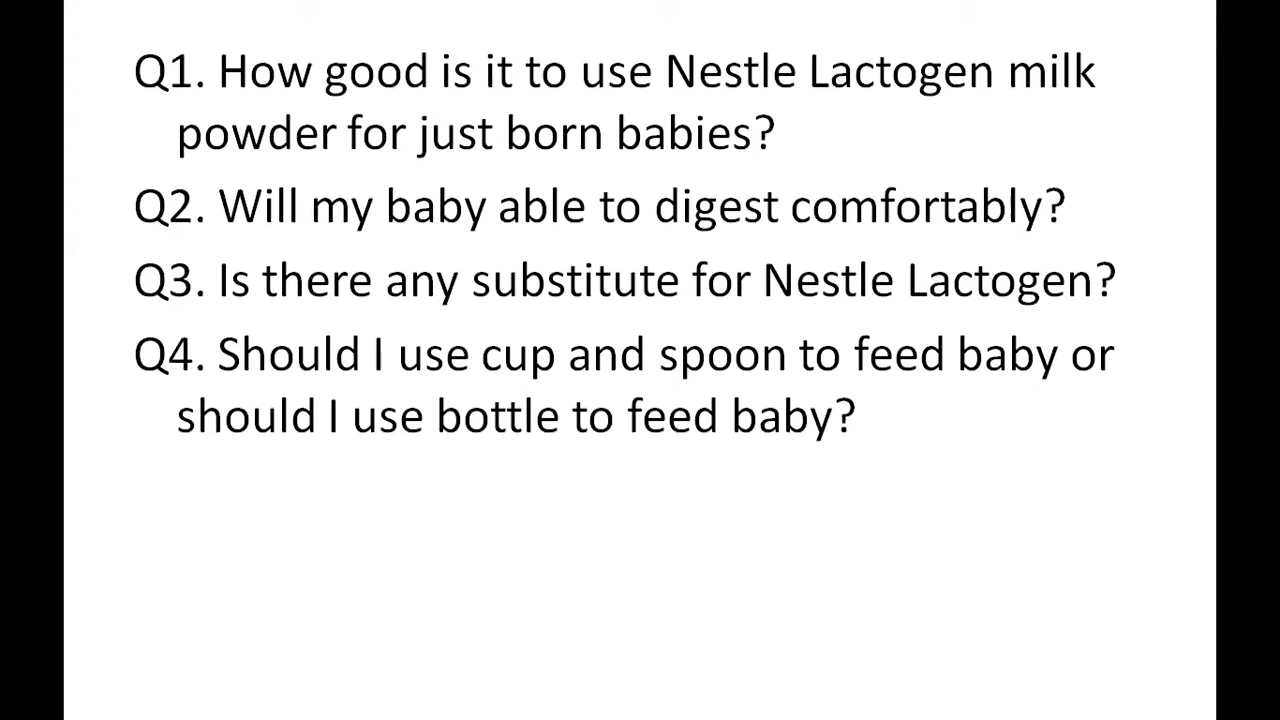 Q1. How good is it to use Nestle Lactogen milk
powder for just born babies?
Q2. Will my baby able to digest comfortably?
Q3. Is there any substitute for Nestle Lactogen?
Q4. Should I use cup and spoon to feed baby or
should I use bottle to feed baby?